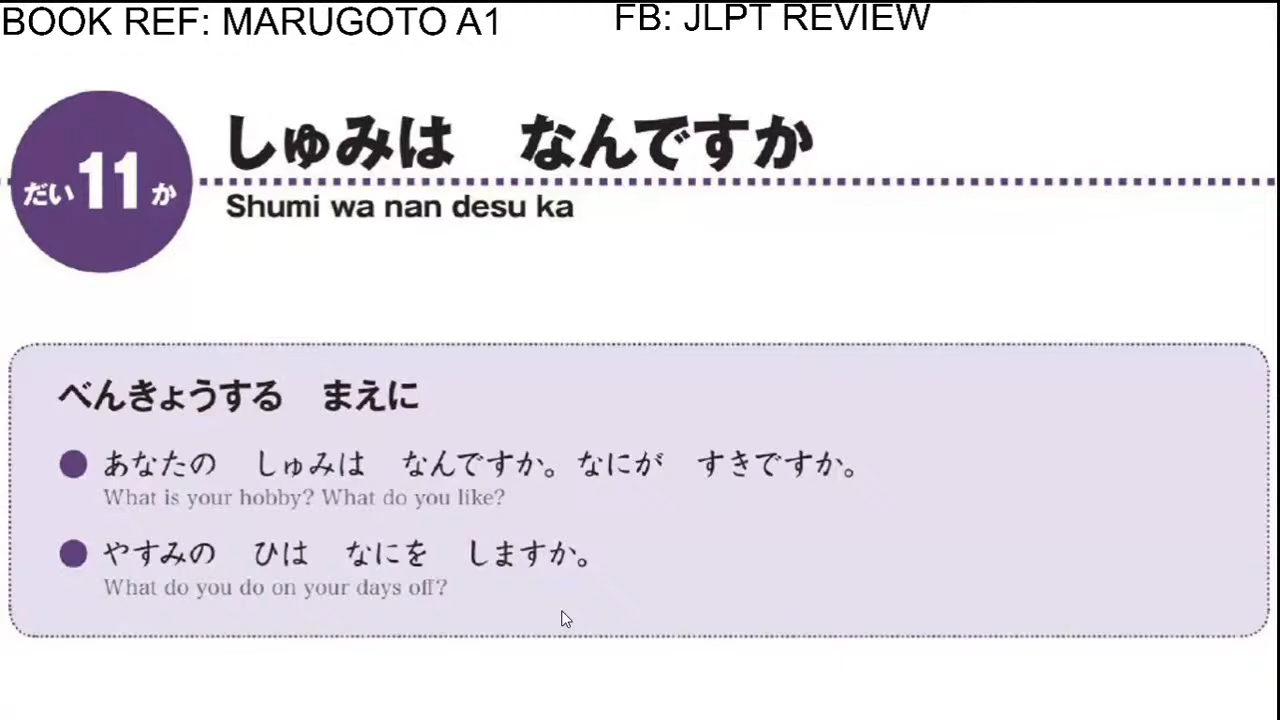 BOOK REF: MARUGOTO A1 FB: JLPT REVIEW
だい11か
しゅみは　なんですか
Shumi wa nan desu ka
べんきょうする　まえに
● あなたの　しゅみは　なんですか。なにが　すきですか。
What is your hobby? What do you like?
● やすみの　ひは　なにを　しますか。
What do you do on your days off?